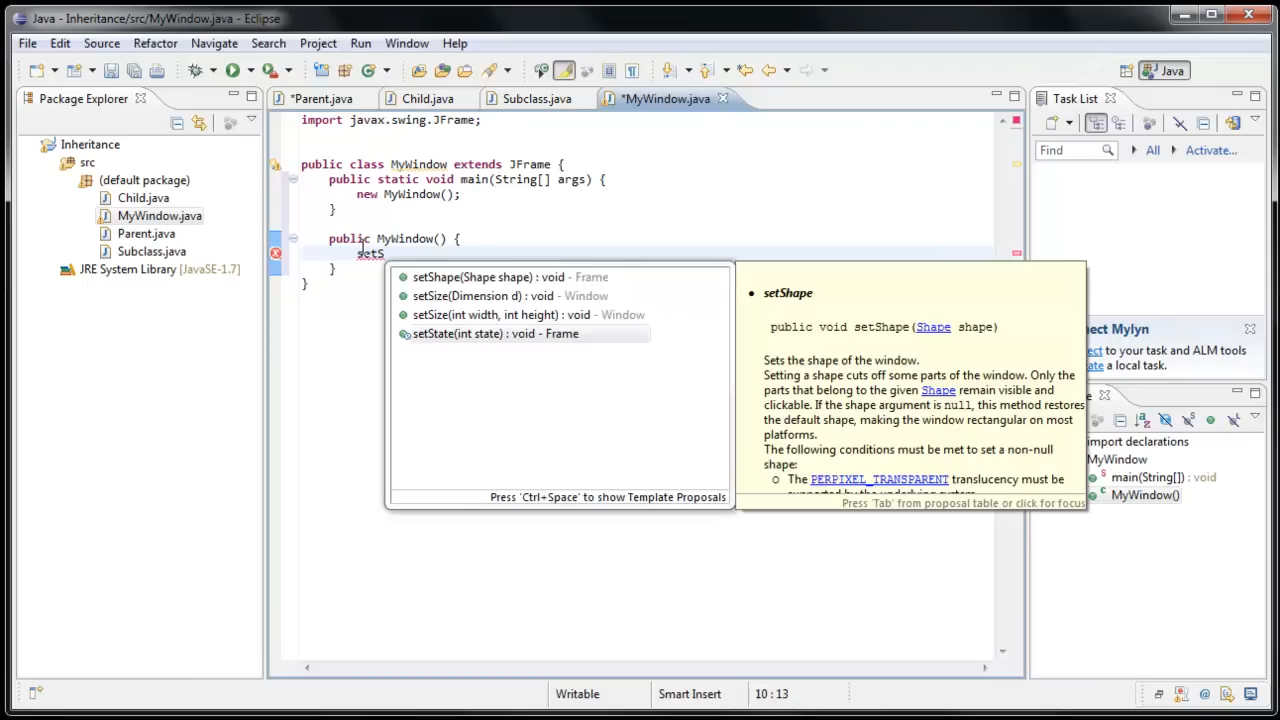 Java - Inheritance/src/MyWindow.java - Eclipse
File Edit Source Refactor Navigate Search Project Run Window Help
Java
Package Explorer
*Parent.java Child.java Subclass.java *MyWindow.java
Task List
Inheritance
src
(default package)
Child.java
MyWindow.java
Parent.java
Subclass.java
JRE System Library [JavaSE-1.7]
import javax.swing.JFrame;
public class MyWindow extends JFrame {
public static void main(String[] args) {
new MyWindow();
}
public MyWindow() {
setS
}
}
setShape(Shape shape) : void - Frame
setSize(Dimension d) : void - Window
setSize(int width, int height) : void - Window
setState(int state) : void - Frame
Press 'Ctrl+Space' to show Template Proposals
setShape
public void setShape(Shape shape)
Sets the shape of the window.
Setting a shape cuts off some parts of the window. Only the
parts that belong to the given Shape remain visible and
clickable. If the shape argument is null, this method restores
the default shape, making the window rectangular on most
platforms.
The following conditions must be met to set a non-null
shape:
The PERPIXEL_TRANSPARENT translucency must be
Press 'Tab' from proposal table or click for focus
Find All Activate...
nect Mylyn
ect to your task and ALM tools
ate a local task.
import declarations
MyWindow
main(String[]) : void
MyWindow()
Writable Smart Insert 10 : 13